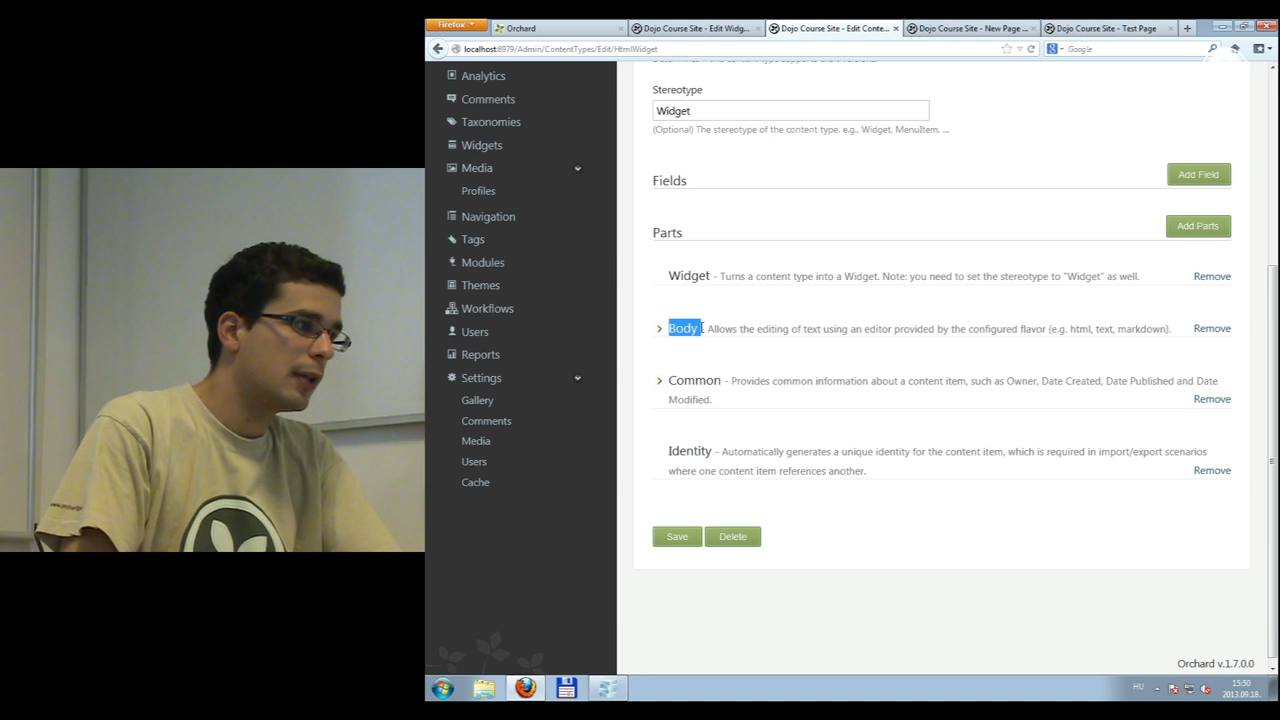 Firefox
Orchard
Dojo Course Site - Edit Widg...
Dojo Course Site - Edit Conte...
Dojo Course Site - New Page ...
Dojo Course Site - Test Page
localhost:8979/Admin/ContentTypes/Edit/HtmlWidget
Google
Analytics
Comments
Taxonomies
Widgets
Media
Profiles
Navigation
Tags
Modules
Themes
Workflows
Users
Reports
Settings
Gallery
Comments
Media
Users
Cache
Stereotype
Widget
(Optional) The stereotype of the content type. e.g., Widget, MenuItem, ...
Fields
Add Field
Parts
Add Parts
Widget - Turns a content type into a Widget. Note: you need to set the stereotype to "Widget" as well.
Remove
Body - Allows the editing of text using an editor provided by the configured flavor (e.g. html, text, markdown).
Remove
Common - Provides common information about a content item, such as Owner, Date Created, Date Published and Date
Modified.
Remove
Identity - Automatically generates a unique identity for the content item, which is required in import/export scenarios
where one content item references another.
Remove
Save
Delete
Orchard v.1.7.0.0
HU
15:50
2013.09.18.